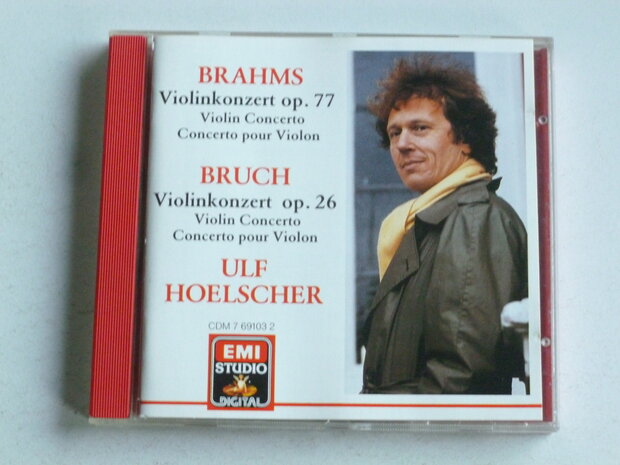 BRAHMS
Violinkonzert op. 77
Violin Concerto
Concerto pour Violon
BRUCH
Violinkonzert op. 26
Violin Concerto
Concerto pour Violon
ULF
HOELSCHER
CDM 7 69103 2
EMI
STUDIO
DIGITAL